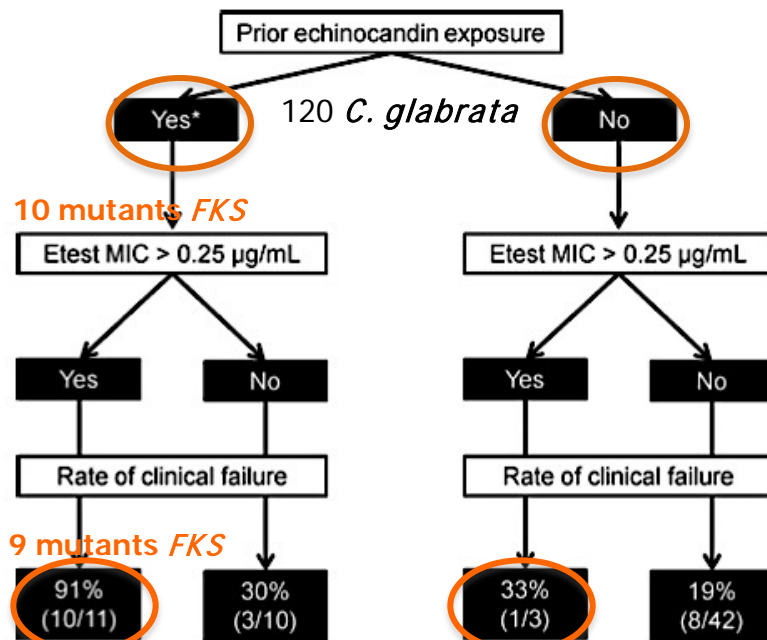 Prior echinocandin exposure
Yes*
120 C. glabrata
No
10 mutants FKS
Etest MIC > 0.25 µg/mL
Etest MIC > 0.25 µg/mL
Yes
No
Yes
No
Rate of clinical failure
Rate of clinical failure
9 mutants FKS
91%
(10/11)
30%
(3/10)
33%
(1/3)
19%
(8/42)